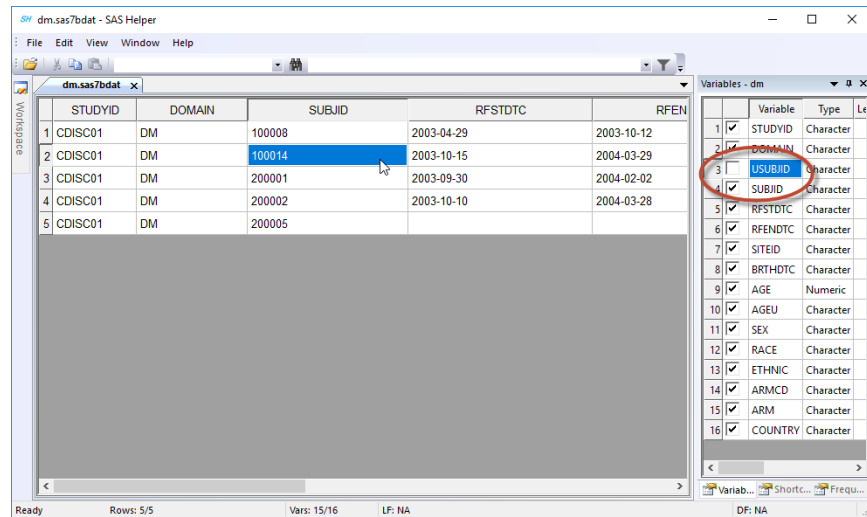 SH dm.sas7bdat - SAS Helper
File Edit View Window Help
dm.sas7bdat x
Workspace
STUDYID DOMAIN SUBJID RFSTDTC RFEN
1 CDISC01 DM 100008 2003-04-29 2003-10-12
2 CDISC01 DM 100014 2003-10-15 2004-03-29
3 CDISC01 DM 200001 2003-09-30 2004-02-02
4 CDISC01 DM 200002 2003-10-10 2004-03-28
5 CDISC01 DM 200005
Variables - dm
Variable Type Le
1 STUDYID Character
2 DOMAIN Character
3 USUBJID Character
4 SUBJID Character
5 RFSTDTC Character
6 RFENDTC Character
7 SITEID Character
8 BRTHDTC Character
9 AGE Numeric
10 AGEU Character
11 SEX Character
12 RACE Character
13 ETHNIC Character
14 ARMCD Character
15 ARM Character
16 COUNTRY Character
Variab... Shortc... Frequ...
Ready Rows: 5/5 Vars: 15/16 LF: NA DF: NA